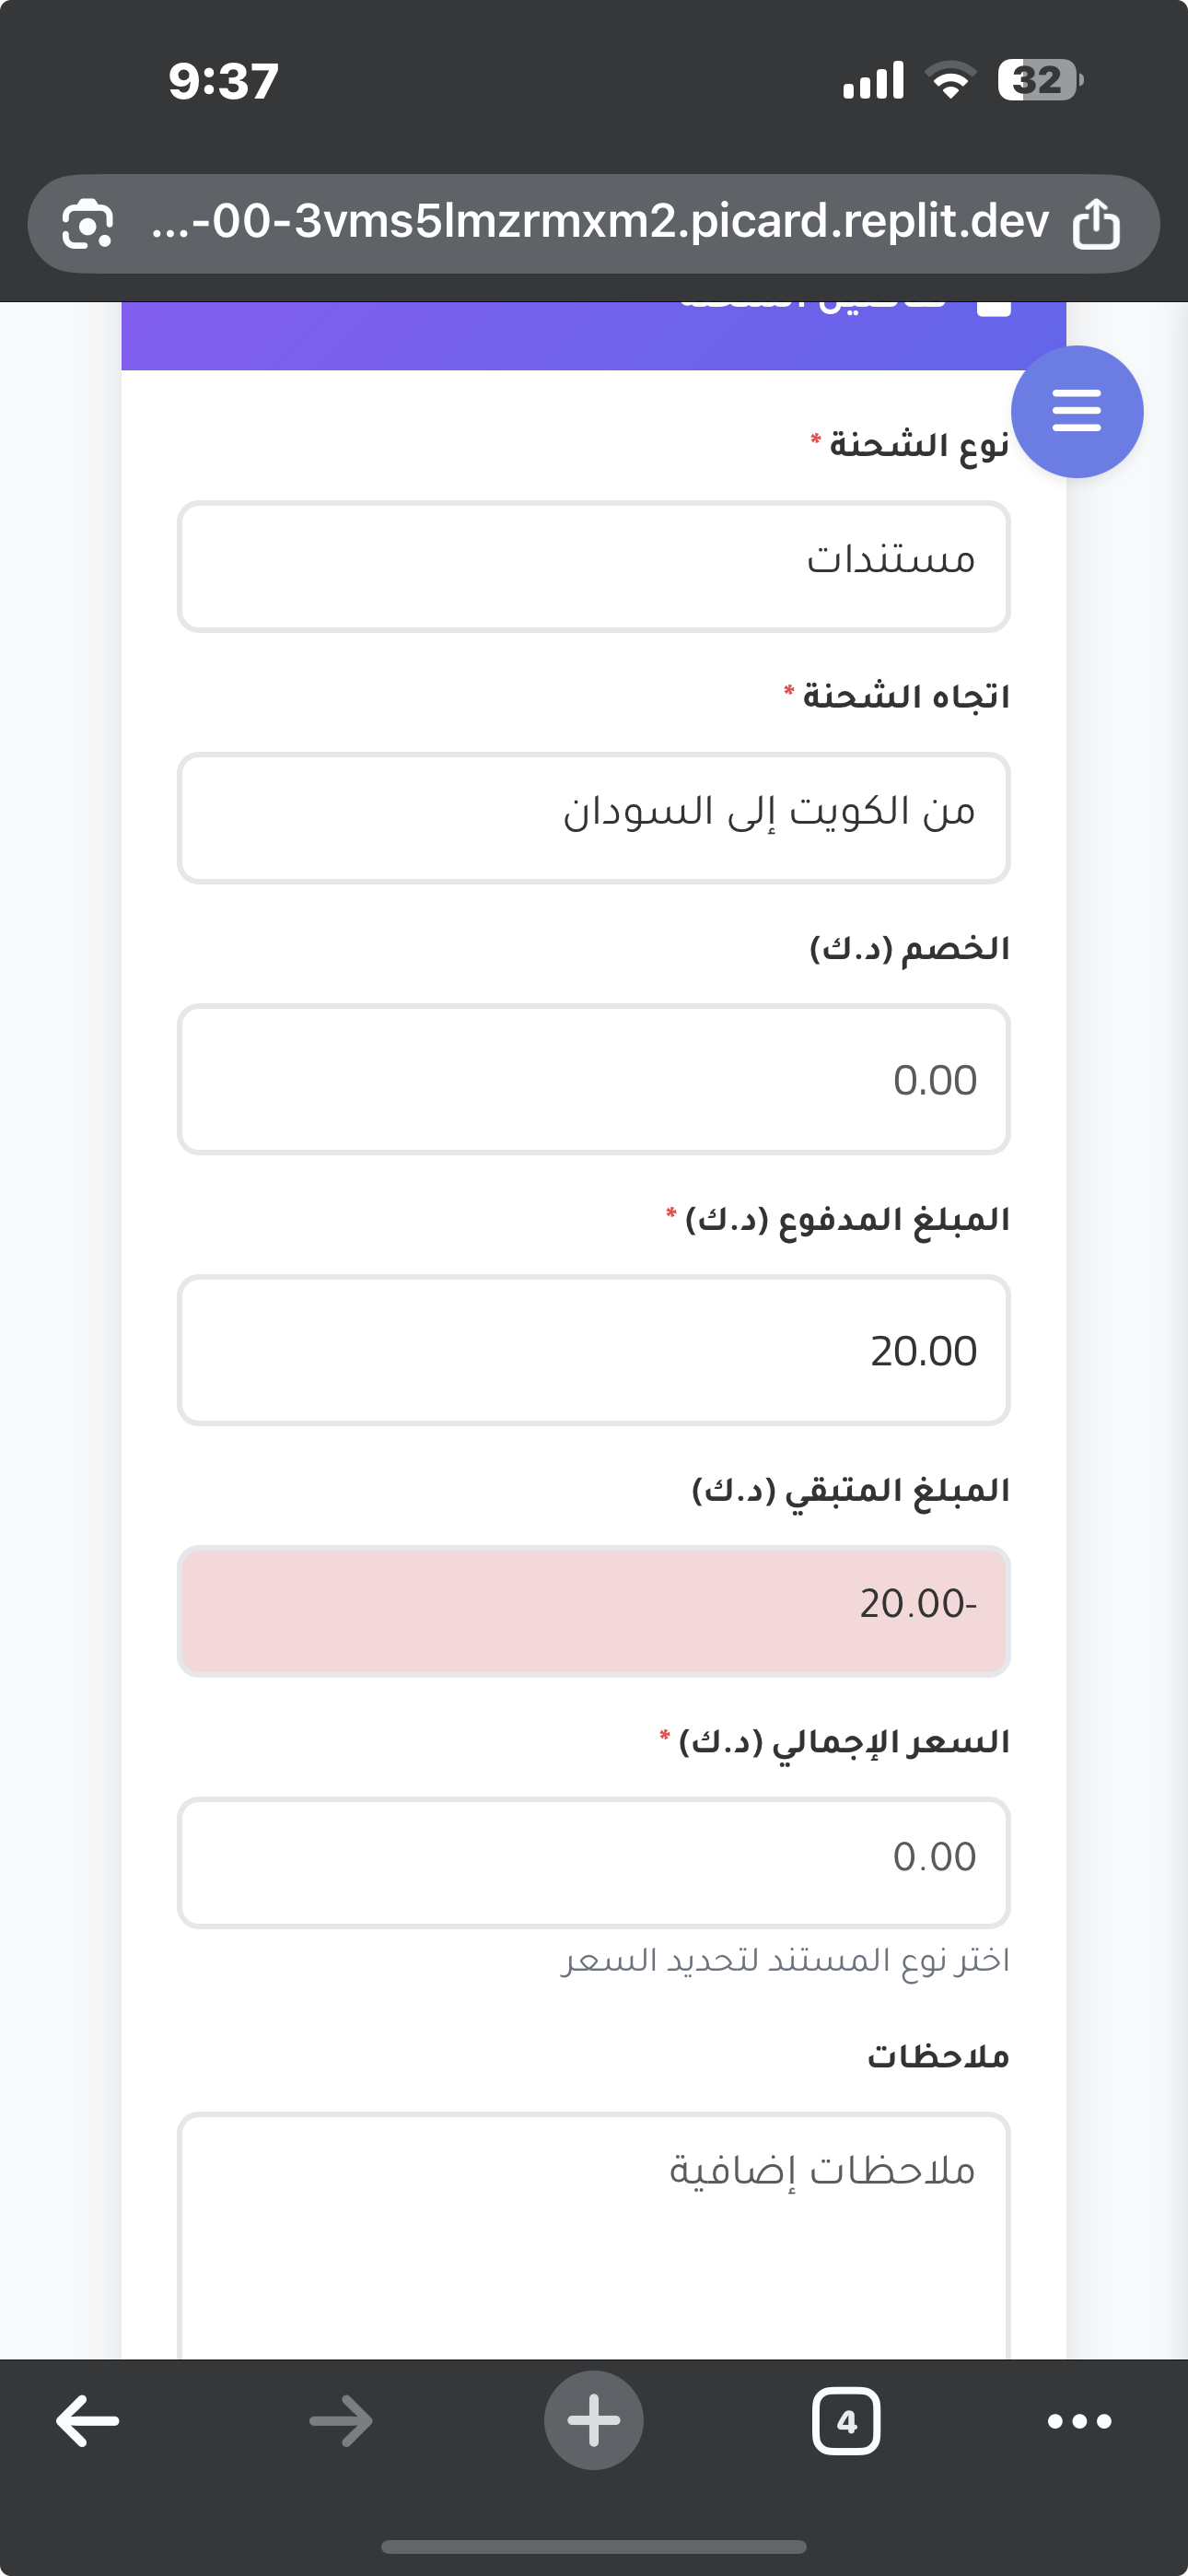 9:37
32
...-00-3vms5lmzrmxm2.picard.replit.dev
نوع الشحنة *
مستندات
اتجاه الشحنة *
من الكويت إلى السودان
الخصم (د.ك)
0.00
المبلغ المدفوع (د.ك) *
20.00
المبلغ المتبقي (د.ك)
20.00-
السعر الإجمالي (د.ك) *
0.00
اختر نوع المستند لتحديد السعر
ملاحظات
ملاحظات إضافية
4